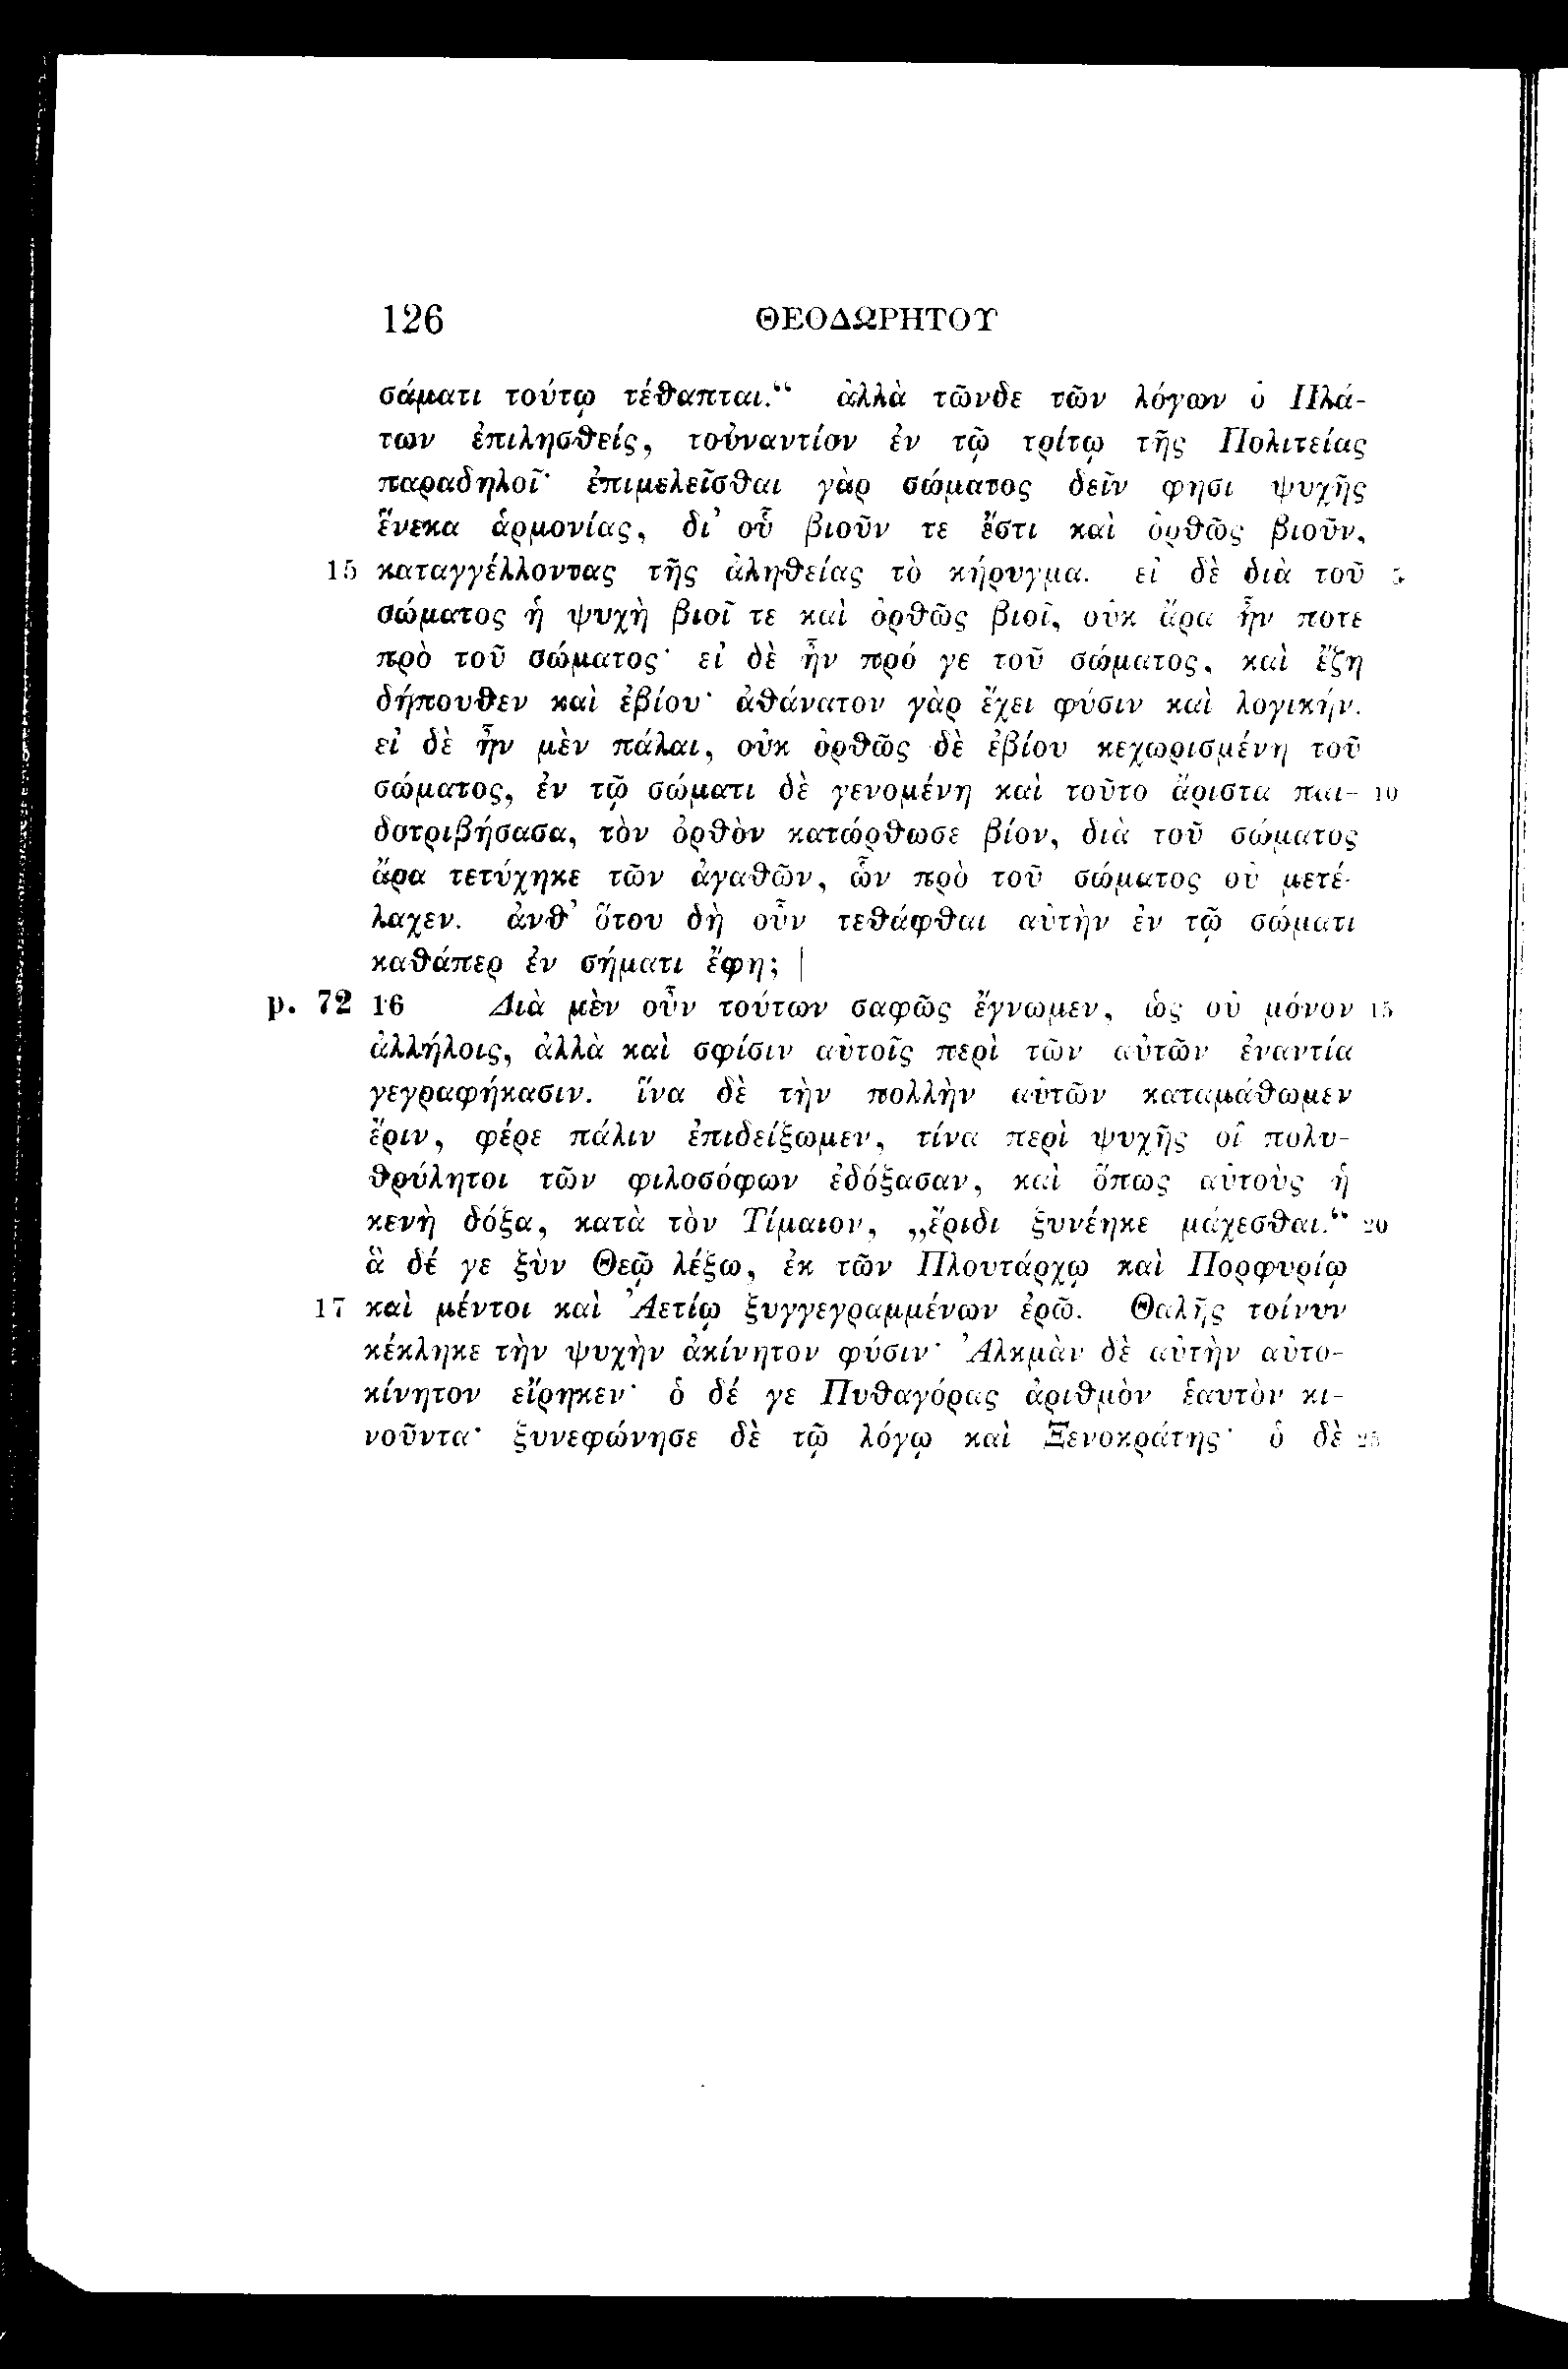 126 ΘΕΟΔΩΡΗΤΟΥ
σάματι τούτῳ τέθαπται.“ ἀλλὰ τῶνδε τῶν λόγων ὁ Πλά-
των ἐπιλησθείς, τοὐναντίον ἐν τῷ τρίτῳ τῆς Πολιτείας
παραδηλοῖ· ἐπιμελεῖσθαι γὰρ σώματος δεῖν φησι ψυχῆς
ἕνεκα ἁρμονίας, δι’ οὗ βιοῦν τε ἔστι καὶ ὀρθῶς βιοῦν,
15 καταγγέλλοντας τῆς ἀληθείας τὸ κήρυγμα. εἰ δὲ διὰ τοῦ 5
σώματος ἡ ψυχὴ βιοῖ τε καὶ ὀρθῶς βιοῖ, οὐκ ἄρα ἦν ποτε
πρὸ τοῦ σώματος· εἰ δὲ ἦν πρό γε τοῦ σώματος, καὶ ἔζη
δήπουθεν καὶ ἐβίου· ἀθάνατον γὰρ ἔχει φύσιν καὶ λογικήν.
εἰ δὲ ἦν μὲν πάλαι, οὐκ ὀρθῶς δὲ ἐβίου κεχωρισμένη τοῦ
σώματος, ἐν τῷ σώματι δὲ γενομένη καὶ τοῦτο ἄριστα παι- 10
δοτριβήσασα, τὸν ὀρθὸν κατώρθωσε βίον, διὰ τοῦ σώματος
ἄρα τετύχηκε τῶν ἀγαθῶν, ὧν πρὸ τοῦ σώματος οὐ μετέ-
λαχεν. ἀνθ’ ὅτου δὴ οὖν τεθάφθαι αὐτὴν ἐν τῷ σώματι
καθάπερ ἐν σήματι ἔφη; |
p. 72 16 Διὰ μὲν οὖν τούτων σαφῶς ἔγνωμεν, ὡς οὐ μόνον 15
ἀλλήλοις, ἀλλὰ καὶ σφίσιν αὐτοῖς περὶ τῶν αὐτῶν ἐναντία
γεγραφήκασιν. ἵνα δὲ τὴν πολλὴν αὐτῶν καταμάθωμεν
ἔριν, φέρε πάλιν ἐπιδείξωμεν, τίνα περὶ ψυχῆς οἱ πολυ-
θρύλητοι τῶν φιλοσόφων ἐδόξασαν, καὶ ὅπως αὐτοὺς ἡ
κενὴ δόξα, κατὰ τὸν Τίμαιον, „ἔριδι ξυνέηκε μάχεσθαι.“ 20
ἃ δέ γε ξὺν Θεῷ λέξω, ἐκ τῶν Πλουτάρχῳ καὶ Πορφυρίῳ
17 καὶ μέντοι καὶ Ἀετίῳ ξυγγεγραμμένων ἐρῶ. Θαλῆς τοίνυν
κέκληκε τὴν ψυχὴν ἀκίνητον φύσιν· Ἀλκμὰν δὲ αὐτὴν αὐτο-
κίνητον εἴρηκεν· ὁ δέ γε Πυθαγόρας ἀριθμὸν ἑαυτὸν κι-
νοῦντα· ξυνεφώνησε δὲ τῷ λόγῳ καὶ Ξενοκράτης· ὁ δὲ 25